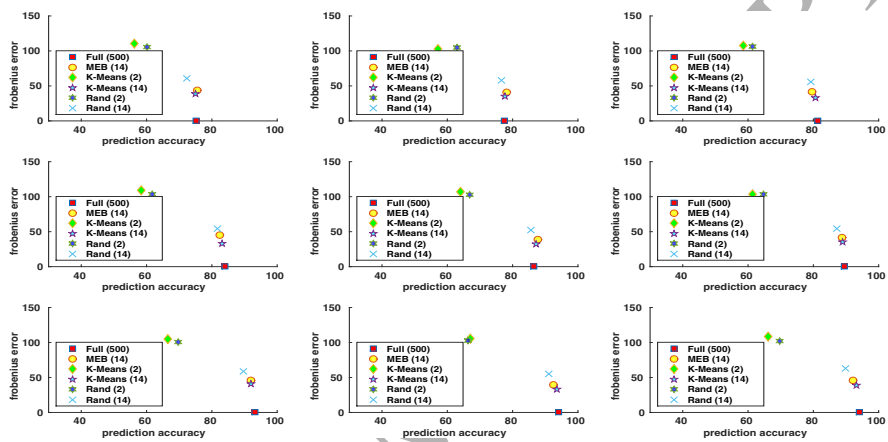 150
100
50
0
frobenius error
Full (500)
MEB (14)
K-Means (2)
K-Means (14)
Rand (2)
Rand (14)
40 60 80 100
prediction accuracy
150
100
50
0
frobenius error
Full (500)
MEB (14)
K-Means (2)
K-Means (14)
Rand (2)
Rand (14)
40 60 80 100
prediction accuracy
150
100
50
0
frobenius error
Full (500)
MEB (14)
K-Means (2)
K-Means (14)
Rand (2)
Rand (14)
40 60 80 100
prediction accuracy
150
100
50
0
frobenius error
Full (500)
MEB (14)
K-Means (2)
K-Means (14)
Rand (2)
Rand (14)
40 60 80 100
prediction accuracy
150
100
50
0
frobenius error
Full (500)
MEB (14)
K-Means (2)
K-Means (14)
Rand (2)
Rand (14)
40 60 80 100
prediction accuracy
150
100
50
0
frobenius error
Full (500)
MEB (14)
K-Means (2)
K-Means (14)
Rand (2)
Rand (14)
40 60 80 100
prediction accuracy
150
100
50
0
frobenius error
Full (500)
MEB (14)
K-Means (2)
K-Means (14)
Rand (2)
Rand (14)
40 60 80 100
prediction accuracy
150
100
50
0
frobenius error
Full (500)
MEB (14)
K-Means (2)
K-Means (14)
Rand (2)
Rand (14)
40 60 80 100
prediction accuracy
150
100
50
0
frobenius error
Full (500)
MEB (14)
K-Means (2)
K-Means (14)
Rand (2)
Rand (14)
40 60 80 100
prediction accuracy